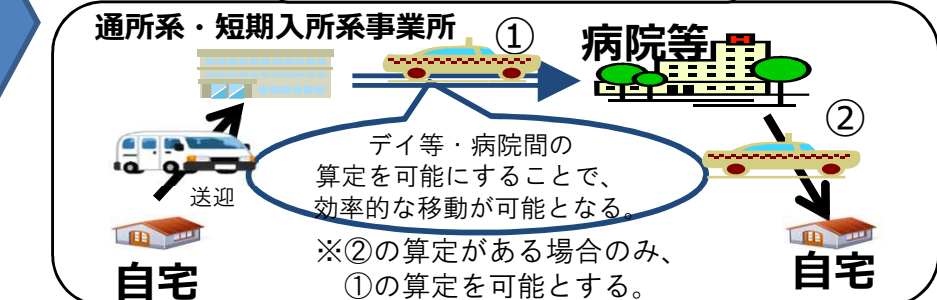 通所系・短期入所系事業所
①
病院等
②
デイ等・病院間の
算定を可能にすることで、
効率的な移動が可能となる。
送迎
自宅
※②の算定がある場合のみ、
①の算定を可能とする。
自宅